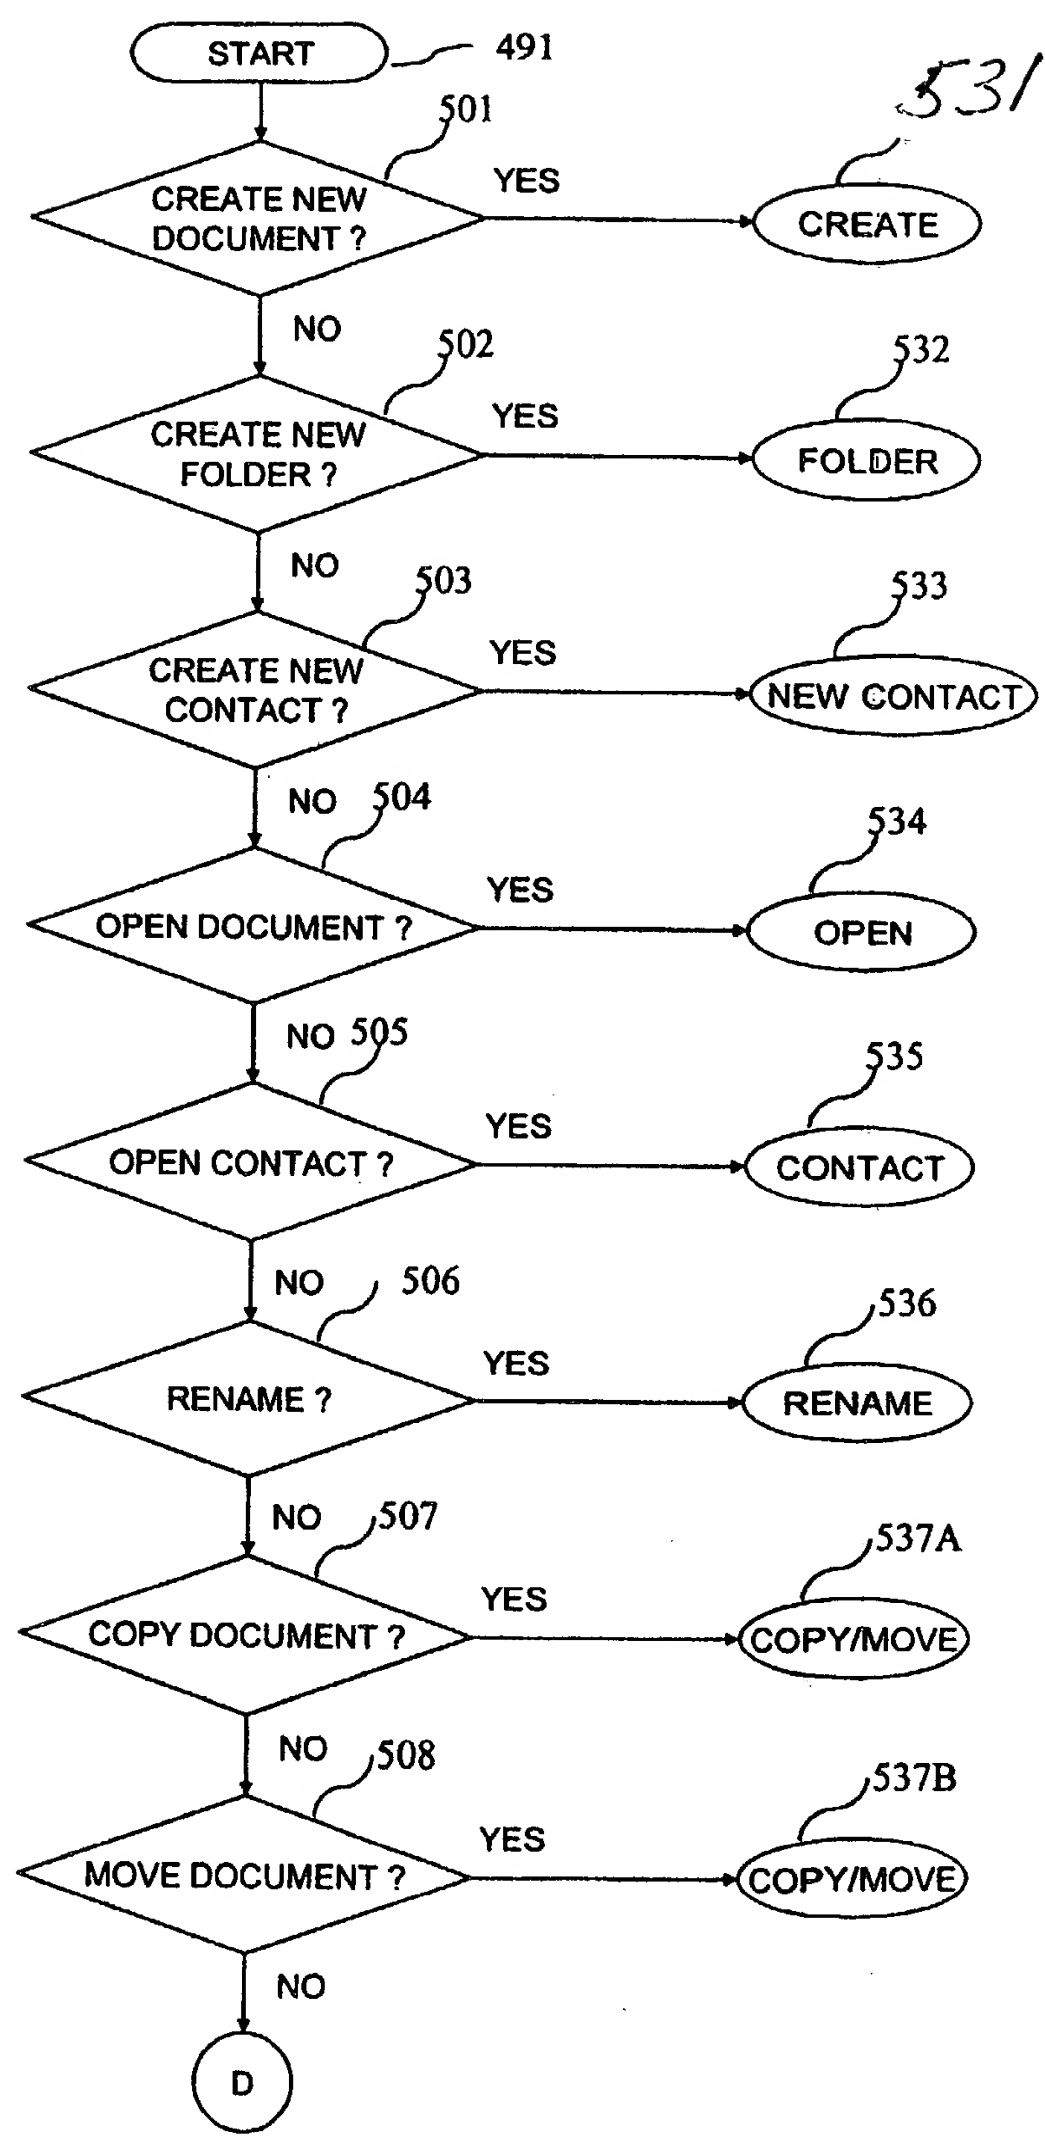 START
491
531
501
CREATE NEW
DOCUMENT ?
YES
CREATE
NO
502
532
CREATE NEW
FOLDER ?
YES
FOLDER
NO
503
533
CREATE NEW
CONTACT ?
YES
NEW CONTACT
NO
504
534
OPEN DOCUMENT ?
YES
OPEN
NO
505
535
OPEN CONTACT ?
YES
CONTACT
NO
506
536
RENAME ?
YES
RENAME
NO
507
537A
COPY DOCUMENT ?
YES
COPY/MOVE
NO
508
537B
MOVE DOCUMENT ?
YES
COPY/MOVE
NO
D